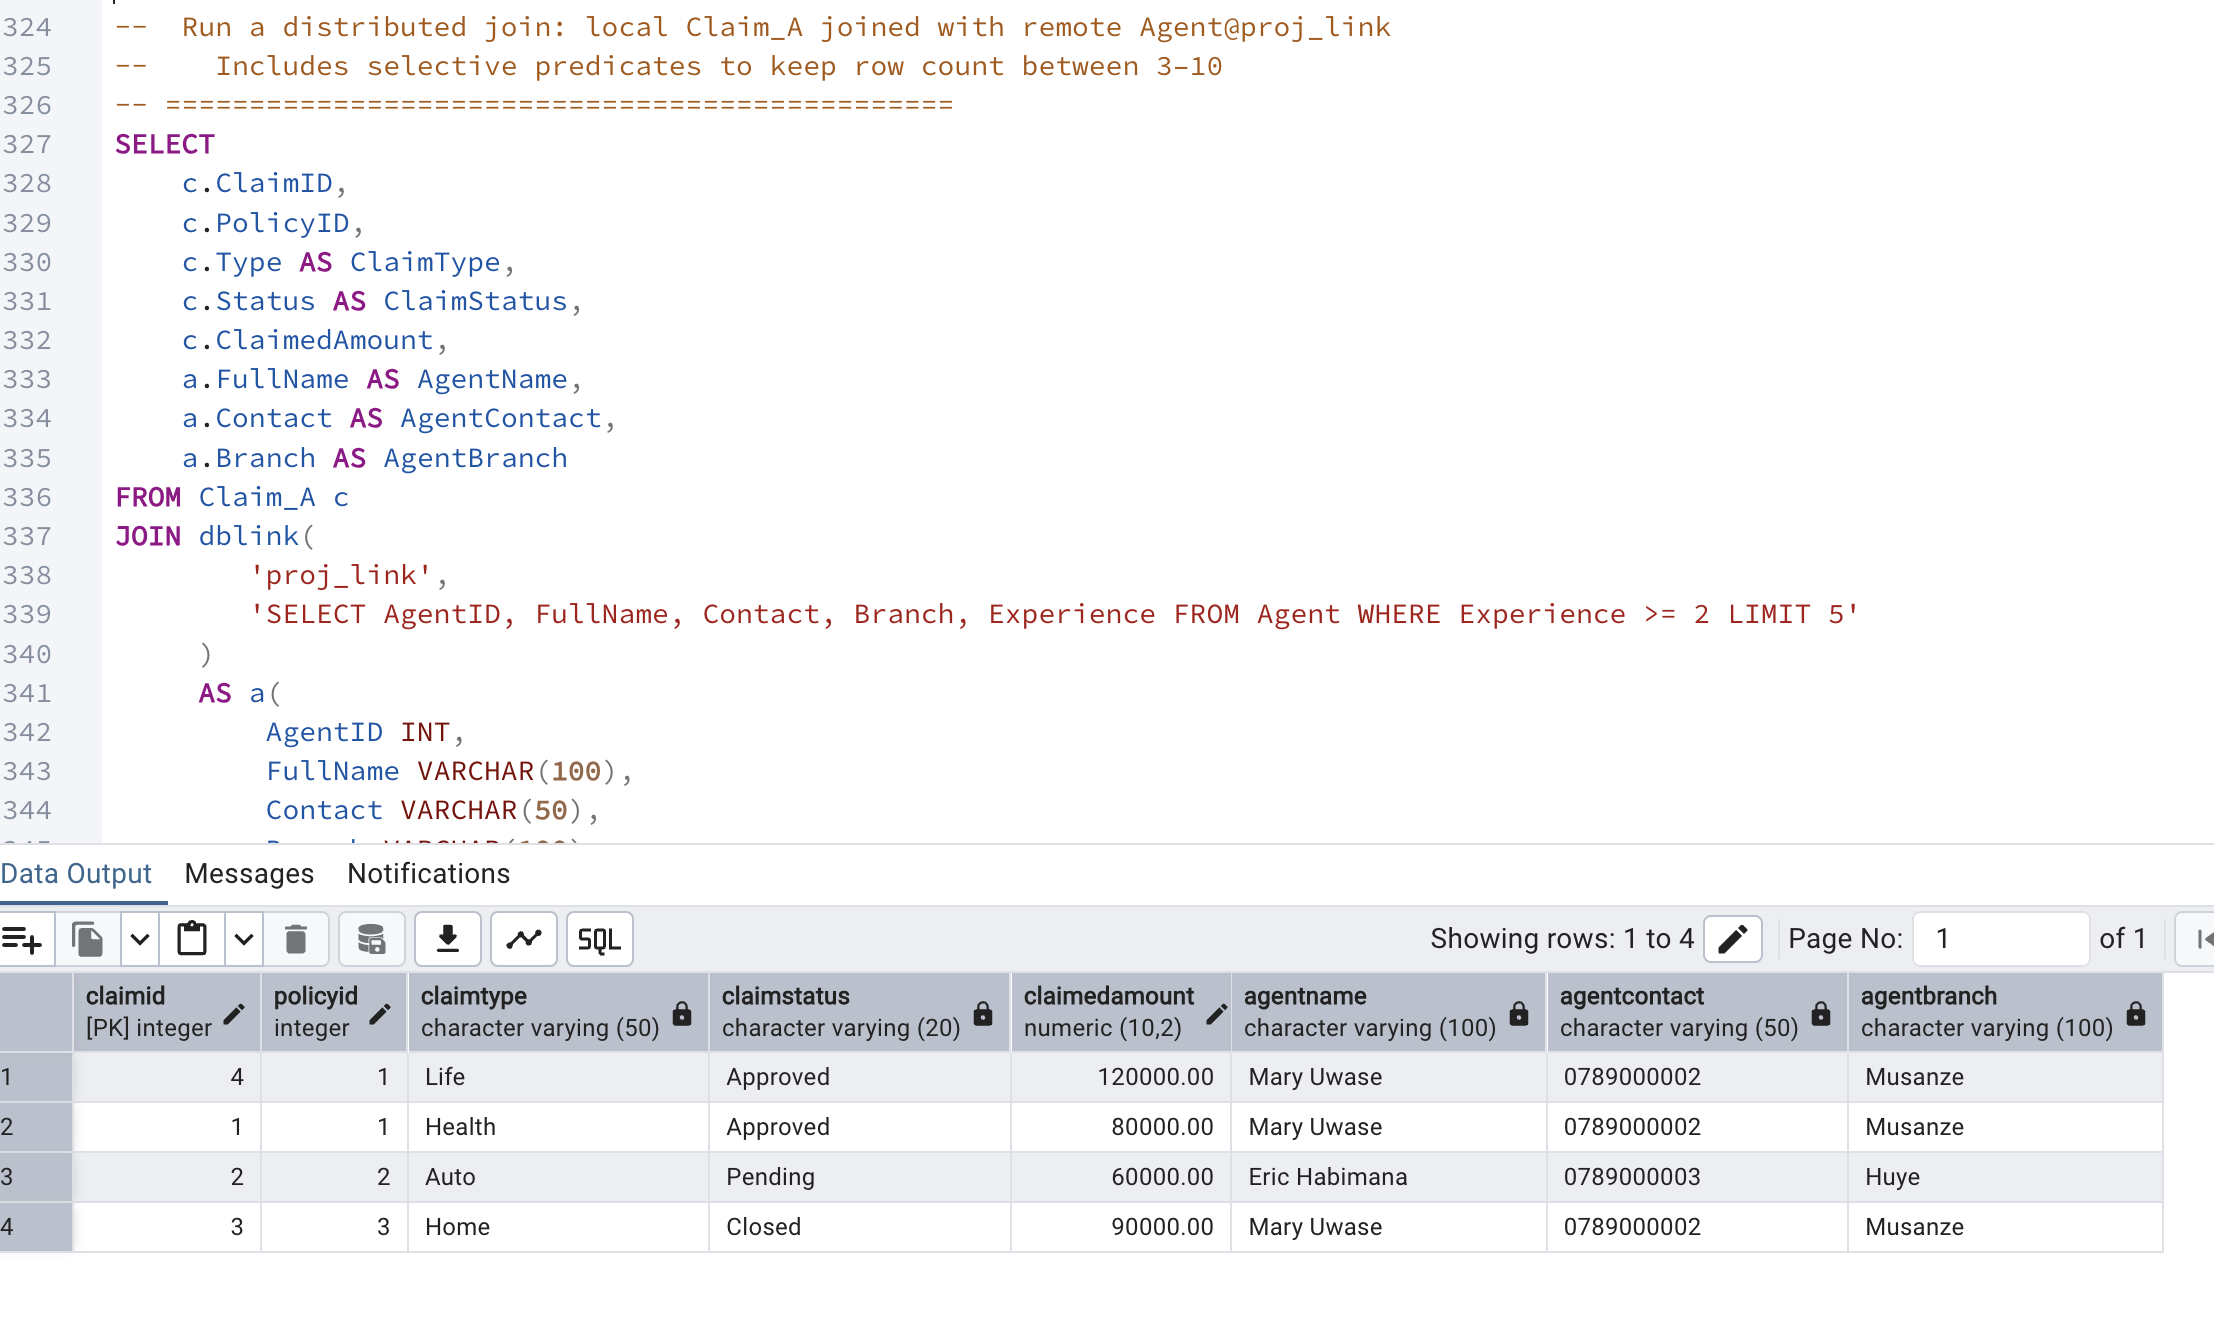 324 --  Run a distributed join: local Claim_A joined with remote Agent@proj_link
325 --    Includes selective predicates to keep row count between 3-10
326 -- ===============================================
327 SELECT
328     c.ClaimID,
329     c.PolicyID,
330     c.Type AS ClaimType,
331     c.Status AS ClaimStatus,
332     c.ClaimedAmount,
333     a.FullName AS AgentName,
334     a.Contact AS AgentContact,
335     a.Branch AS AgentBranch
336 FROM Claim_A c
337 JOIN dblink(
338         'proj_link',
339         'SELECT AgentID, FullName, Contact, Branch, Experience FROM Agent WHERE Experience >= 2 LIMIT 5'
340      )
341      AS a(
342          AgentID INT,
343          FullName VARCHAR(100),
344          Contact VARCHAR(50),
Data Output Messages Notifications
SQL Showing rows: 1 to 4 Page No: 1 of 1
claimid policyid claimtype claimstatus claimedamount agentname agentcontact agentbranch
[PK] integer integer character varying (50) character varying (20) numeric (10,2) character varying (100) character varying (50) character varying (100)
1 4 1 Life Approved 120000.00 Mary Uwase 0789000002 Musanze
2 1 1 Health Approved 80000.00 Mary Uwase 0789000002 Musanze
3 2 2 Auto Pending 60000.00 Eric Habimana 0789000003 Huye
4 3 3 Home Closed 90000.00 Mary Uwase 0789000002 Musanze